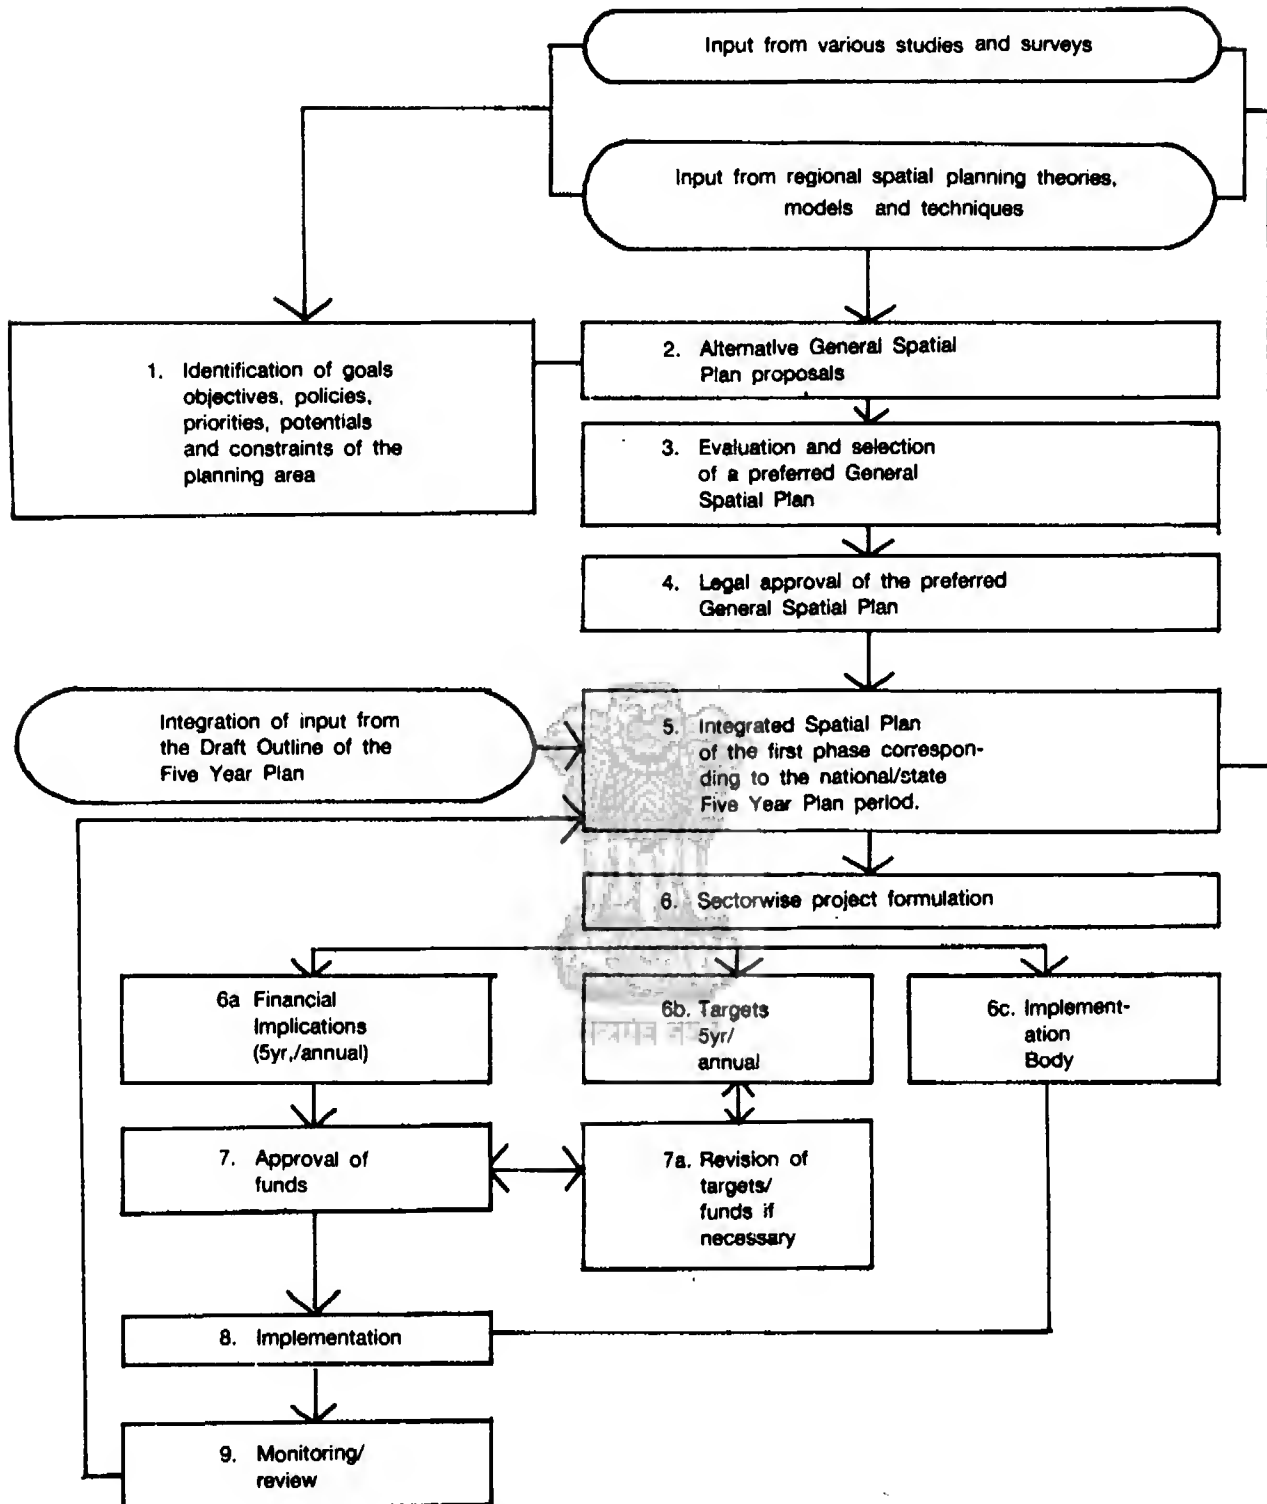 Input from various studies and surveys
Input from regional spatial planning theories,
models and techniques
1. Identification of goals
objectives, policies,
priorities, potentials
and constraints of the
planning area
2. Alternative General Spatial
Plan proposals
3. Evaluation and selection
of a preferred General
Spatial Plan
4. Legal approval of the preferred
General Spatial Plan
Integration of input from
the Draft Outline of the
Five Year Plan
5. Integrated Spatial Plan
of the first phase correspon-
ding to the national/state
Five Year Plan period.
6. Sectorwise project formulation
6a Financial
Implications
(5yr,/annual)
6b. Targets
5yr/
annual
6c. Implement-
ation
Body
7. Approval of
funds
7a. Revision of
targets/
funds if
necessary
8. Implementation
9. Monitoring/
review